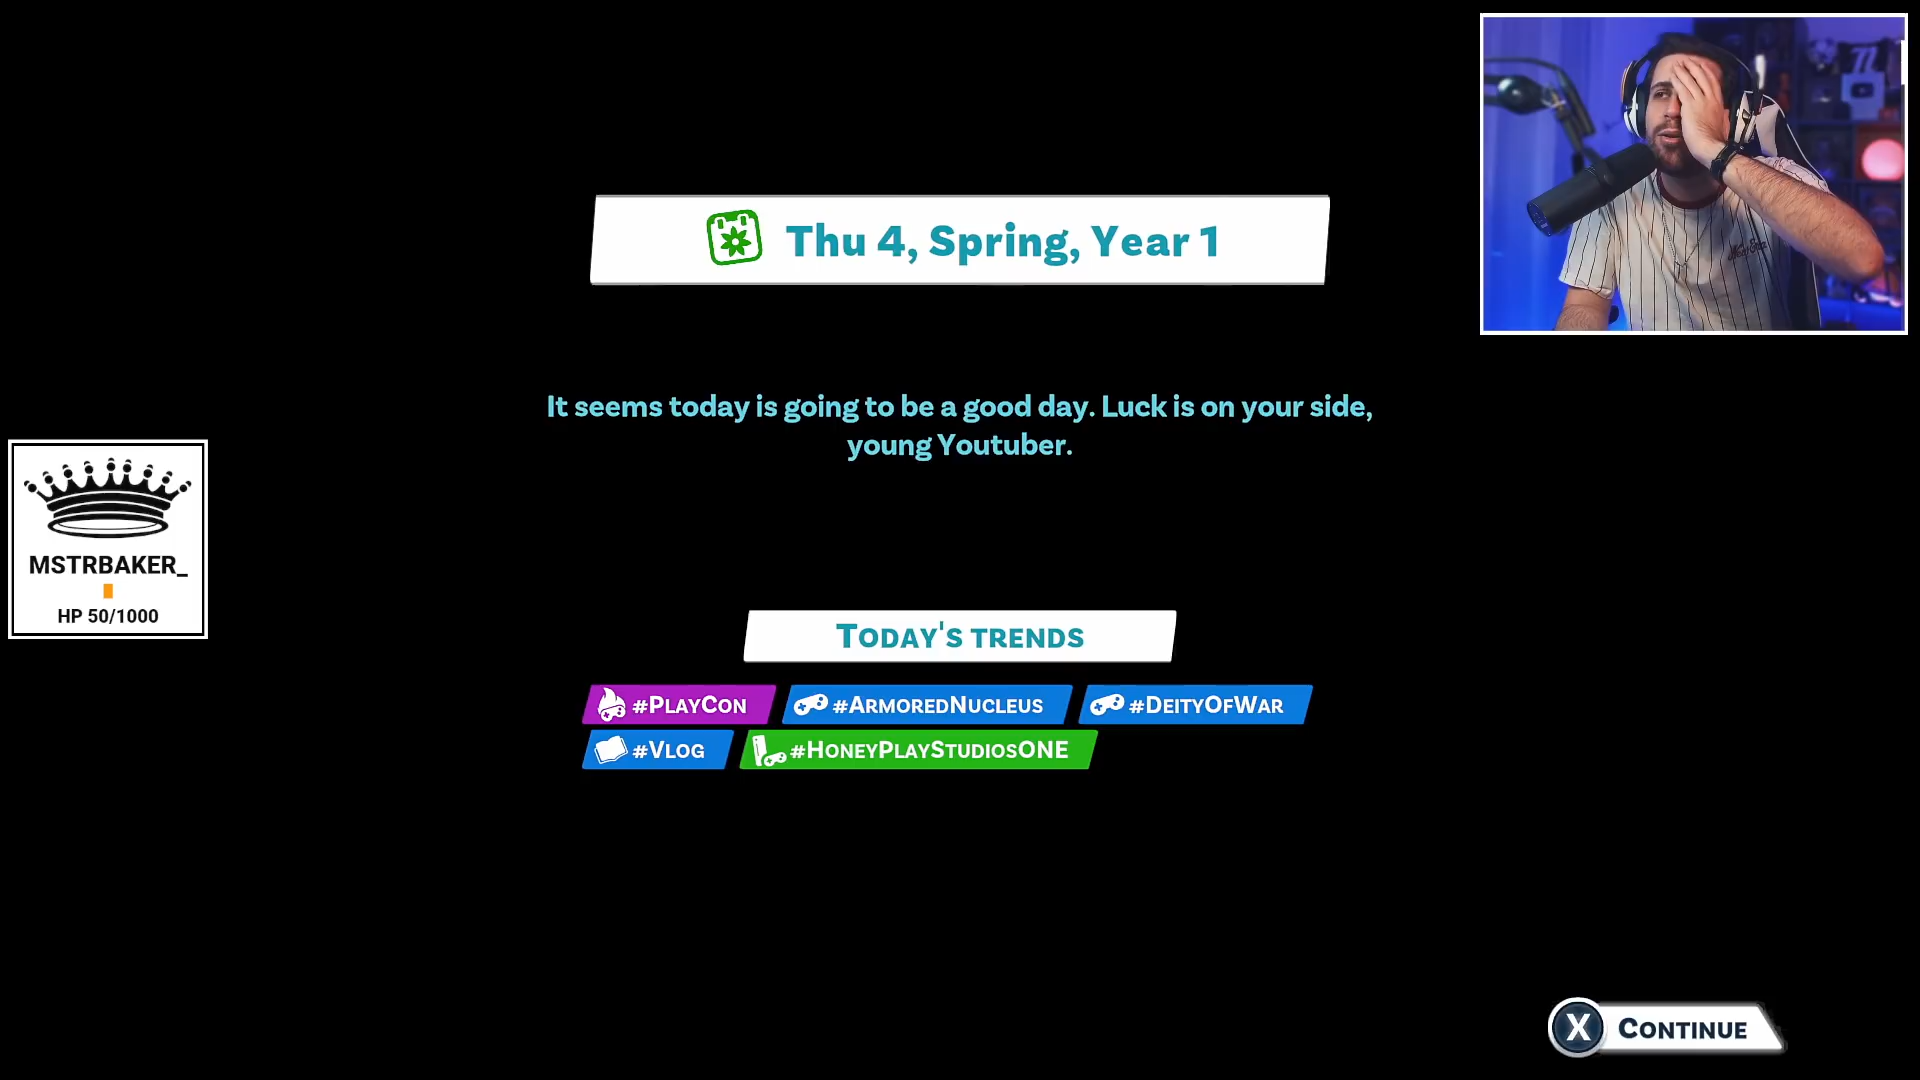 Thu 4, Spring, Year 1
It seems today is going to be a good day. Luck is on your side,
young Youtuber.
MSTRBAKER_
HP 50/1000
TODAY'S TRENDS
#PLAYCON
#ARMOREDNUCLEUS
#DEITYOFWAR
#VLOG
#HONEYPLAYSTUDIOSONE
X CONTINUE
77